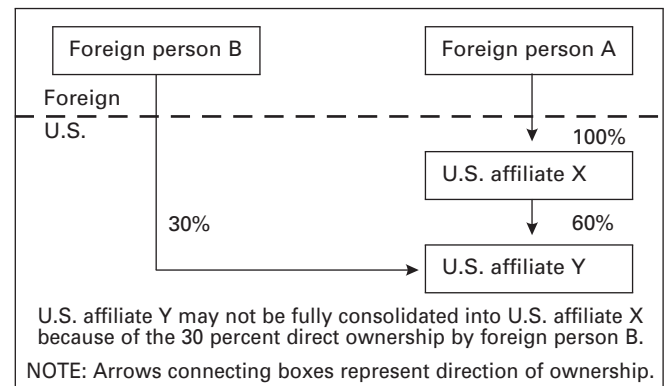 Foreign person B
Foreign person A
Foreign
U.S.
100%
U.S. affiliate X
30%
60%
U.S. affiliate Y
U.S. affiliate Y may not be fully consolidated into U.S. affiliate X
because of the 30 percent direct ownership by foreign person B.
NOTE: Arrows connecting boxes represent direction of ownership.